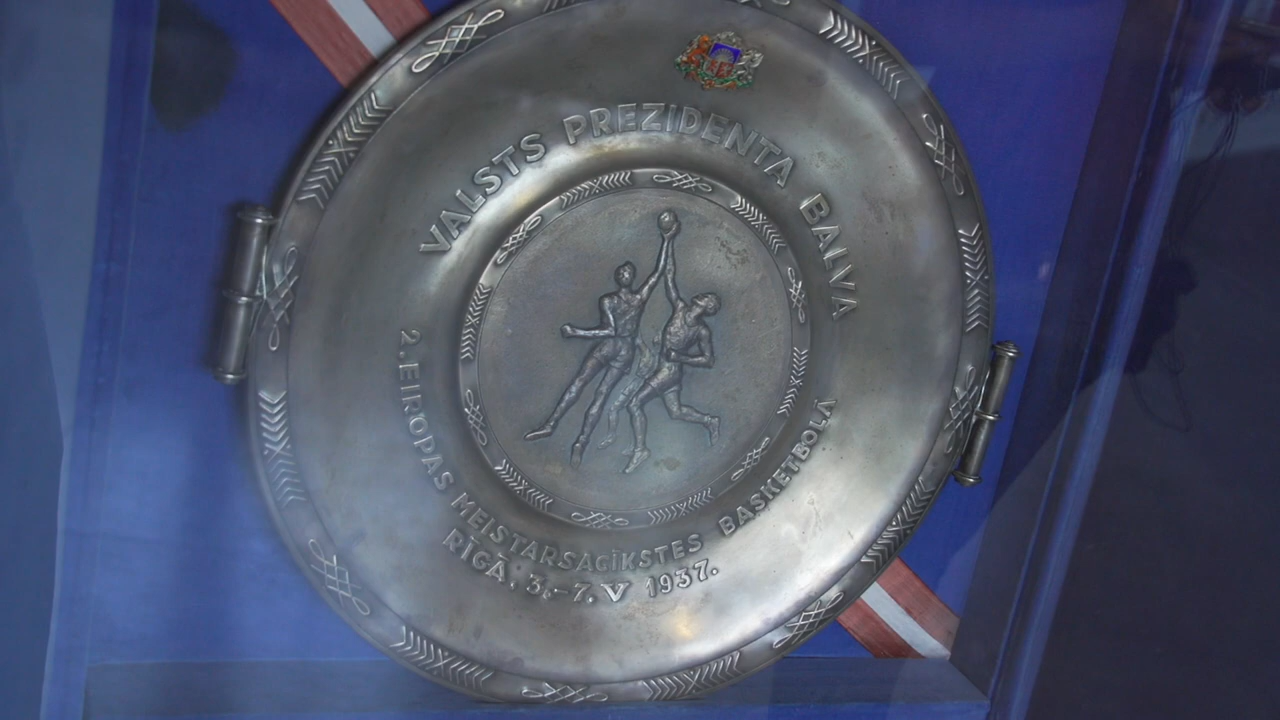 VALSTS PREZIDENTA BALVA
2. EIROPAS MEISTARSACĪKSTES BASKETBOLĀ
RĪGĀ, 3.-7. V 1937.